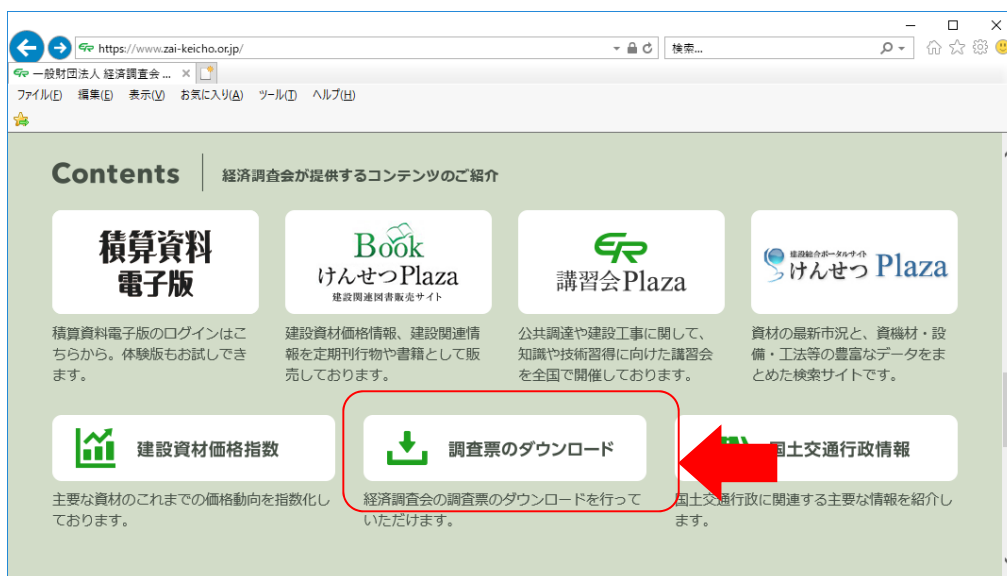 https://www.zai-keicho.or.jp/
検索...
一般財団法人 経済調査会 ...
ファイル(F) 編集(E) 表示(V) お気に入り(A) ツール(T) ヘルプ(H)
Contents
経済調査会が提供するコンテンツのご紹介
積算資料
電子版
Book
けんせつPlaza
建設関連図書販売サイト
講習会Plaza
建設総合ポータルサイト
けんせつ Plaza
積算資料電子版のログインはこ
ちらから。体験版もお試しでき
ます。
建設資材価格情報、建設関連情
報を定期刊行物や書籍として販
売しております。
公共調達や建設工事に関して、
知識や技術習得に向けた講習会
を全国で開催しております。
資材の最新市況と、資機材・設
備・工法等の豊富なデータをま
とめた検索サイトです。
建設資材価格指数
調査票のダウンロード
国土交通行政情報
主要な資材のこれまでの価格動向を指数化し
ております。
経済調査会の調査票のダウンロードを行って
いただけます。
国土交通行政に関連する主要な情報を紹介し
ます。